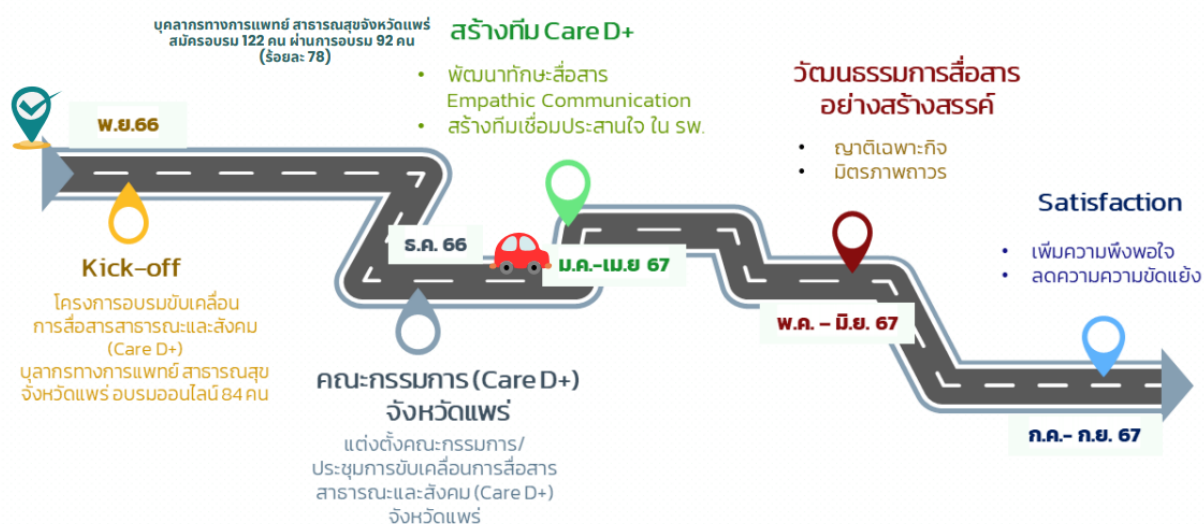 บุคลากรทางการแพทย์ สาธารณสุขจังหวัดแพร่
สมัครอบรม 122 คน ผ่านการอบรม 92 คน
(ร้อยละ 78)
พ.ย.66
Kick-off
โครงการอบรมขับเคลื่อน
การสื่อสารสาธารณะและสังคม
(Care D+)
บุลากรทางการแพทย์ สาธารณสุข
จังหวัดแพร่ อบรมออนไลน์ 84 คน
ธ.ค. 66
คณะกรรมการ (Care D+)
จังหวัดแพร่
แต่งตั้งคณะกรรมการ/
ประชุมการขับเคลื่อนการสื่อสาร
สาธารณะและสังคม (Care D+)
จังหวัดแพร่
สร้างทีม Care D+
• พัฒนาทักษะสื่อสาร
Empathic Communication
• สร้างทีมเชื่อมประสานใจ ใน รพ.
ม.ค.-เม.ย 67
วัฒนธรรมการสื่อสาร
อย่างสร้างสรรค์
• ญาติเฉพาะกิจ
• มิตรภาพถาวร
พ.ค. – มิ.ย. 67
Satisfaction
• เพิ่มความพึงพอใจ
• ลดความความขัดแย้ง
ก.ค.- ก.ย. 67